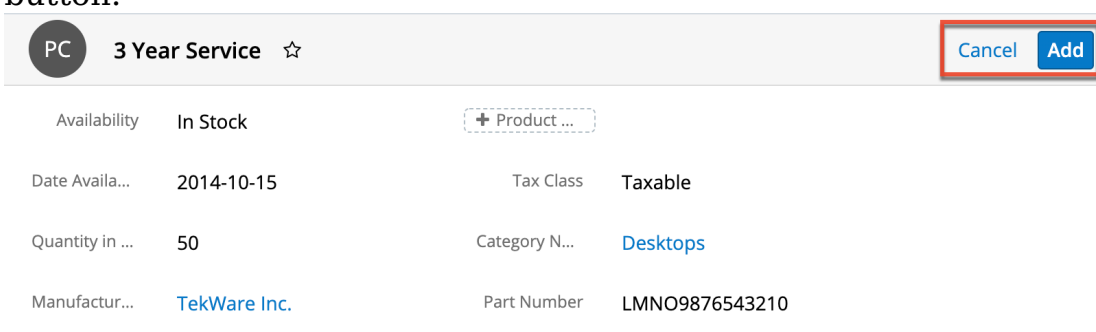 button.
PC 3 Year Service Cancel Add
Availability In Stock + Product ...
Date Availa... 2014-10-15 Tax Class Taxable
Quantity in ... 50 Category N... Desktops
Manufactur... TekWare Inc. Part Number LMNO9876543210